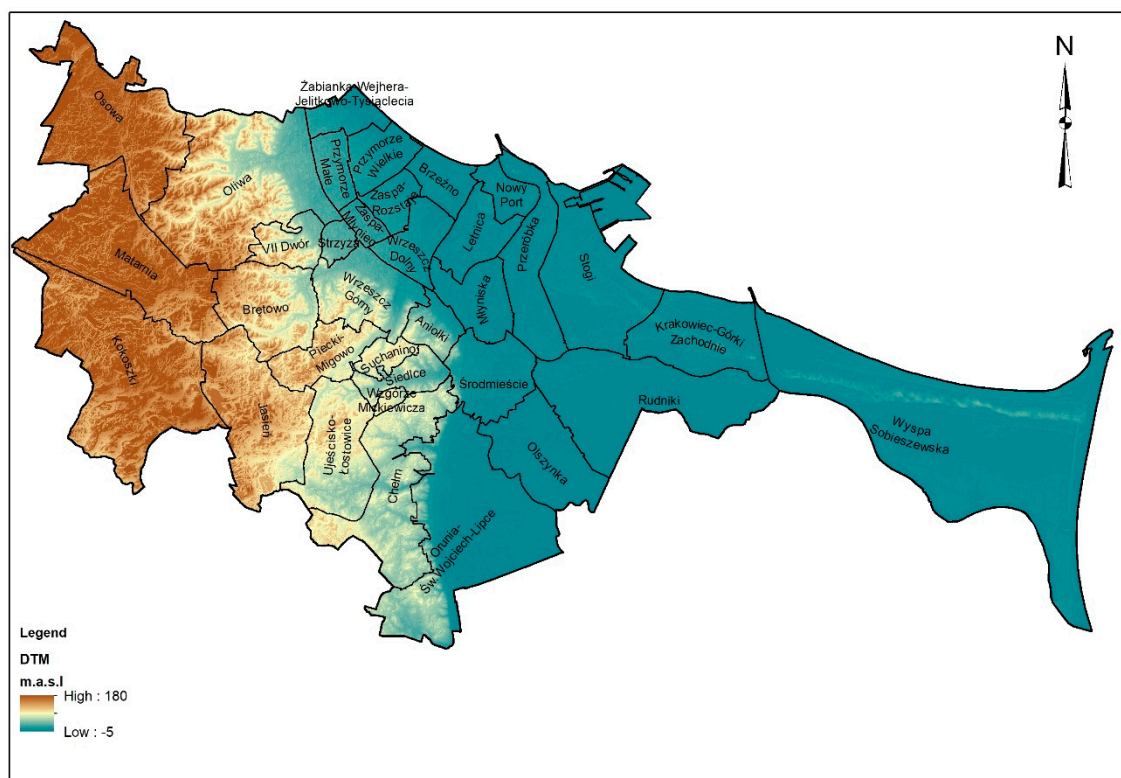 N
Żabianka-Wejhera-
Jelitkowo-Tysiąclecia
Osowa
Przymorze
Małe
Przymorze
Wielkie
Brzeźno
Oliwa
Zaspa-
Rozstaje
Nowy
Port
Zaspa-
Młyniec
Letnica
Przeróbka
VII Dwór
Strzyża
Wrzeszcz
Dolny
Stogi
Matarnia
Wrzeszcz
Górny
Brętowo
Aniołki
Młyniska
Krakowiec-Górki
Zachodnie
Kokoszki
Piecki-
Migowo
Suchanino
Siedlce
Śródmieście
Wzgórze
Mickiewicza
Rudniki
Jasień
Ujeścisko-
Łostowice
Wyspa
Sobieszewska
Chełm
Olszynka
Orunia-
Św.Wojciech-Lipce
Legend
DTM
m.a.s.l
High : 180
Low : -5